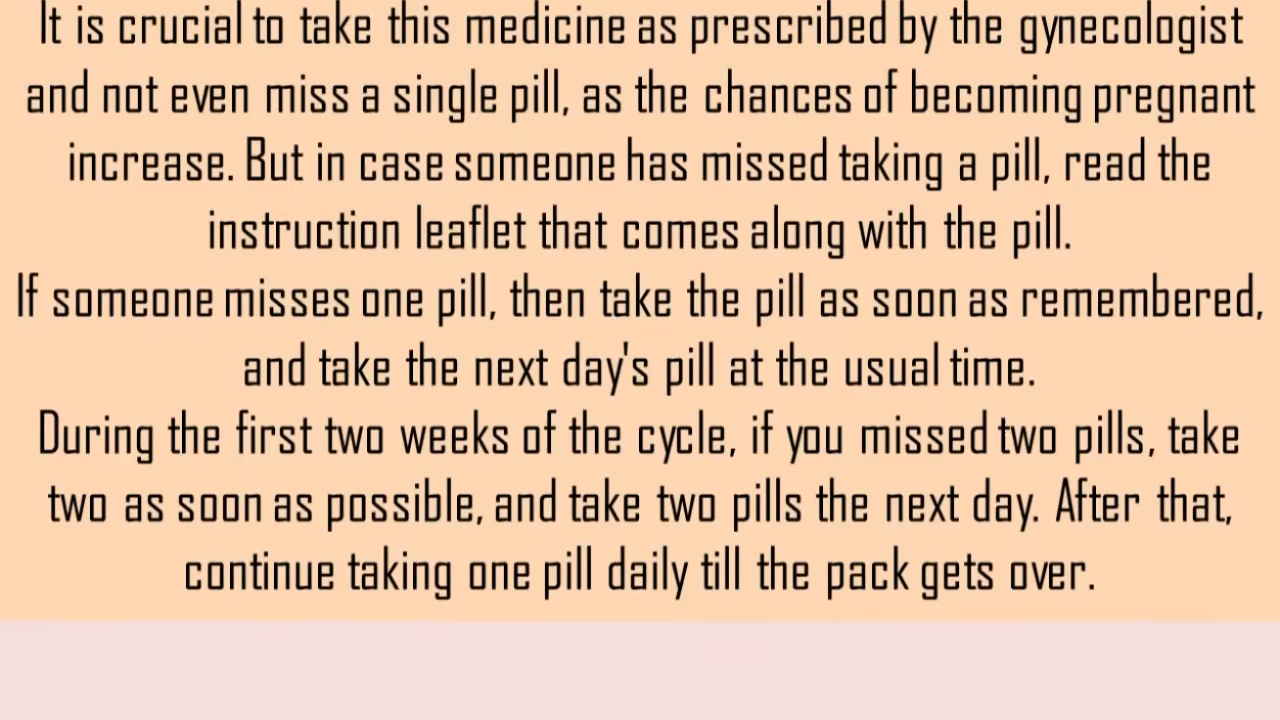 It is crucial to take this medicine as prescribed by the gynecologist
and not even miss a single pill, as the chances of becoming pregnant
increase. But in case someone has missed taking a pill, read the
instruction leaflet that comes along with the pill.
If someone misses one pill, then take the pill as soon as remembered,
and take the next day's pill at the usual time.
During the first two weeks of the cycle, if you missed two pills, take
two as soon as possible, and take two pills the next day. After that,
continue taking one pill daily till the pack gets over.